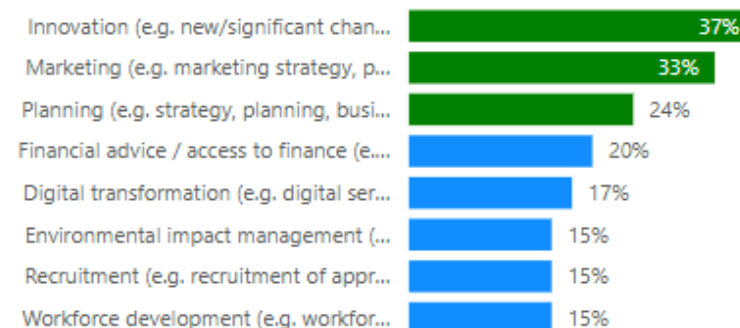 Innovation (e.g. new/significant chan... 37%
Marketing (e.g. marketing strategy, p... 33%
Planning (e.g. strategy, planning, busi... 24%
Financial advice / access to finance (e.... 20%
Digital transformation (e.g. digital ser... 17%
Environmental impact management (... 15%
Recruitment (e.g. recruitment of appr... 15%
Workforce development (e.g. workfor... 15%